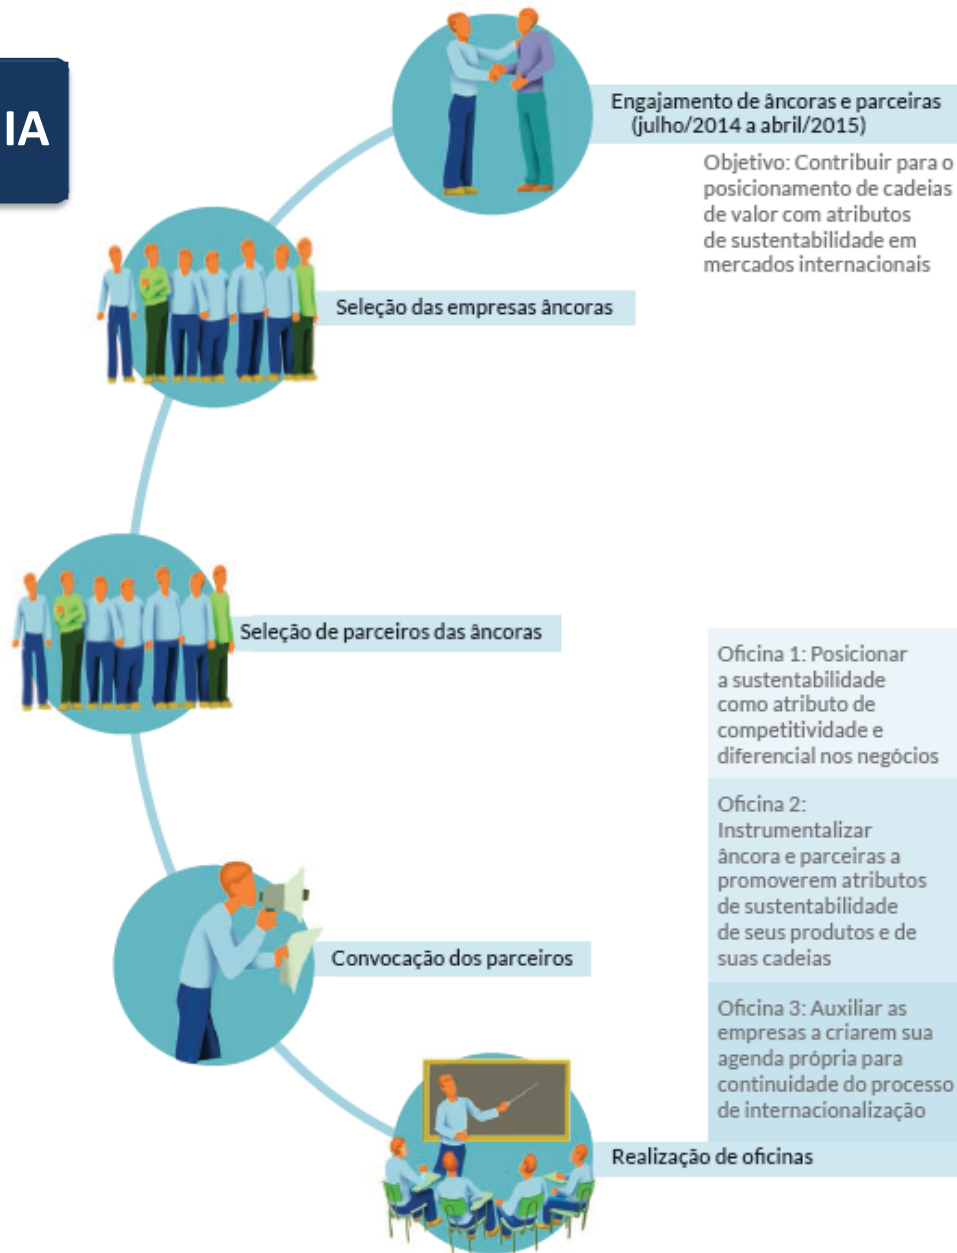 IA
Engajamento de âncoras e parceiras
(julho/2014 a abril/2015)
Objetivo: Contribuir para o
posicionamento de cadeias
de valor com atributos
de sustentabilidade em
mercados internacionais
Seleção das empresas âncoras
Seleção de parceiros das âncoras
Convocação dos parceiros
Oficina 1: Posicionar
a sustentabilidade
como atributo de
competitividade e
diferencial nos negócios
Oficina 2:
Instrumentalizar
âncora e parceiras a
promoverem atributos
de sustentabilidade
de seus produtos e de
suas cadeias
Oficina 3: Auxiliar as
empresas a criarem sua
agenda própria para
continuidade do processo
de internacionalização
Realização de oficinas